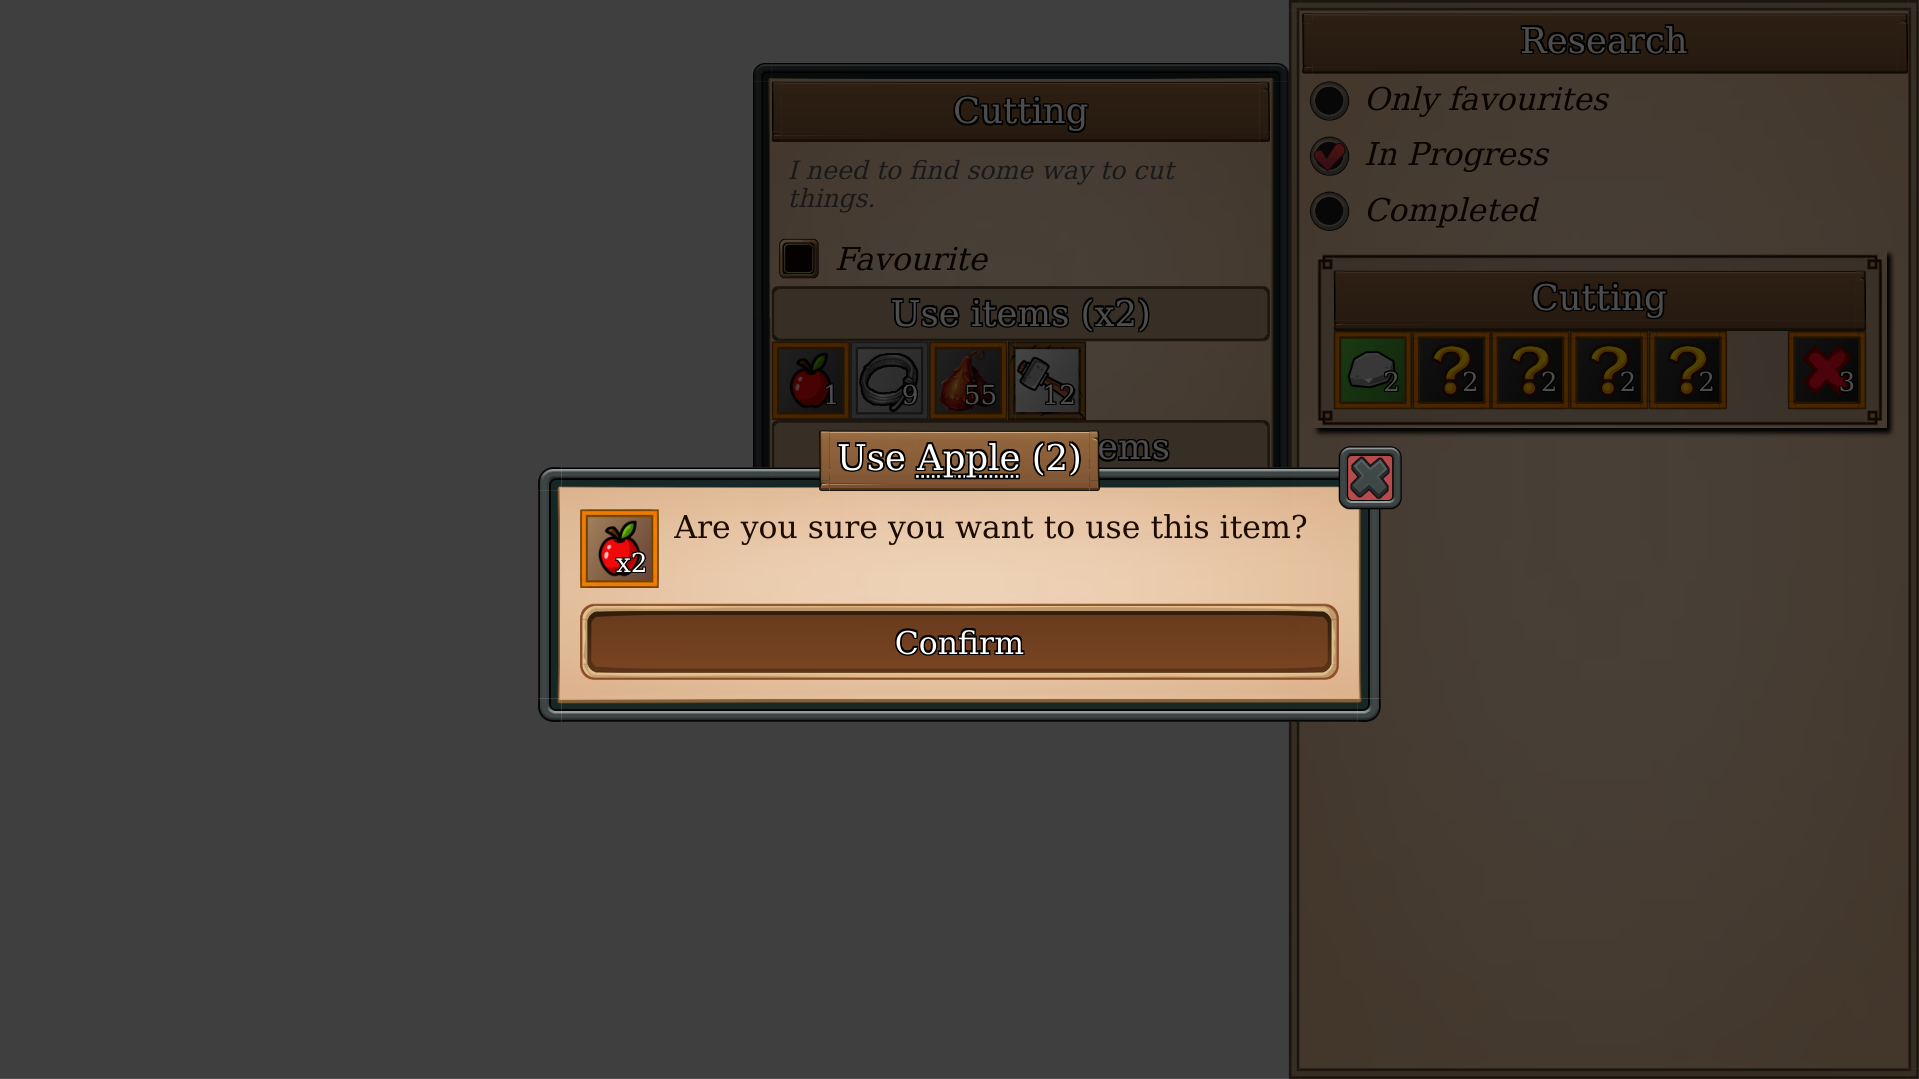 Research
Only favourites
In Progress
Completed
Cutting
2
2
2
2
2
3
Cutting
I need to find some way to cut
things.
Favourite
Use items (x2)
1
9
55
12
ems
Use Apple (2)
Are you sure you want to use this item?
x2
Confirm